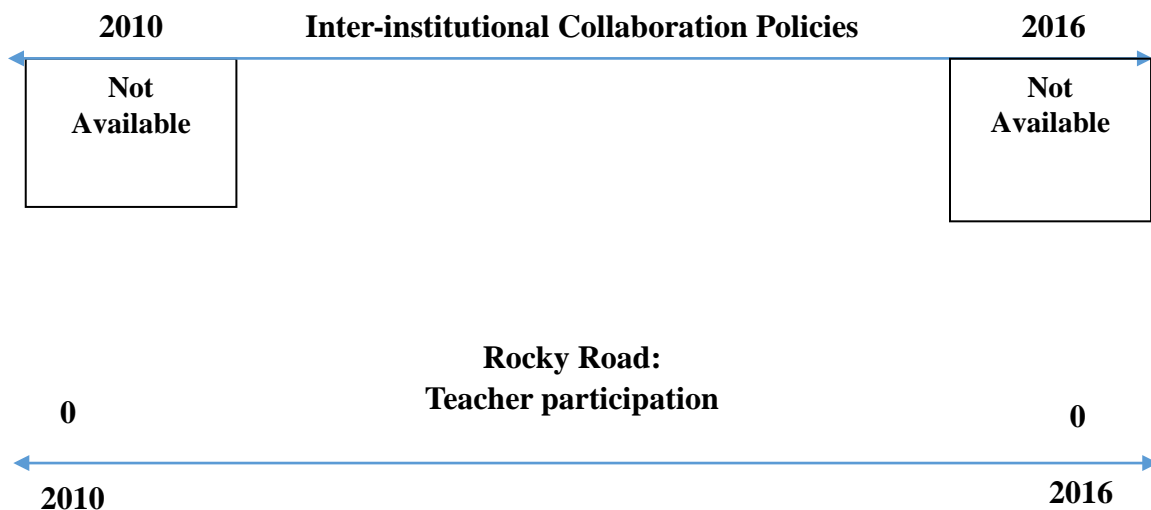 2010 Inter-institutional Collaboration Policies 2016
Not
Available
Not
Available
Rocky Road:
Teacher participation
0
0
2010
2016